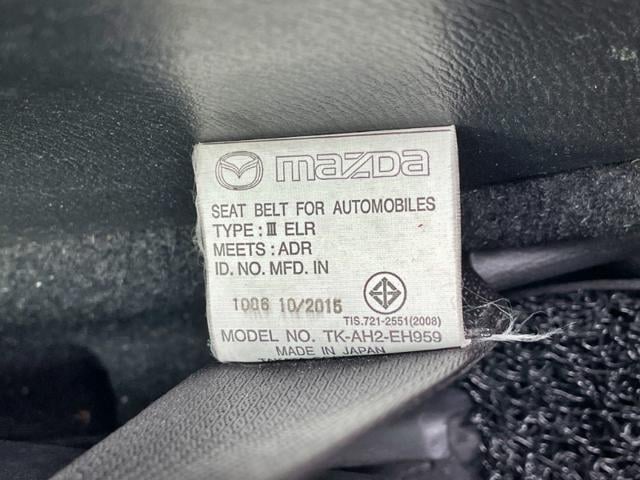 mazda
SEAT BELT FOR AUTOMOBILES
TYPE : Ⅲ ELR
MEETS : ADR
ID. NO. MFD. IN
1006 10/2015
TIS.721-2551(2008)
MODEL NO. TK-AH2-EH959
MADE IN JAPAN